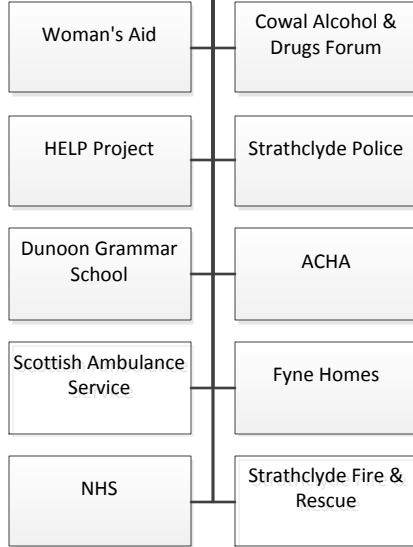 Woman's Aid
Cowal Alcohol &
Drugs Forum
HELP Project
Strathclyde Police
Dunoon Grammar
School
ACHA
Scottish Ambulance
Service
Fyne Homes
NHS
Strathclyde Fire &
Rescue